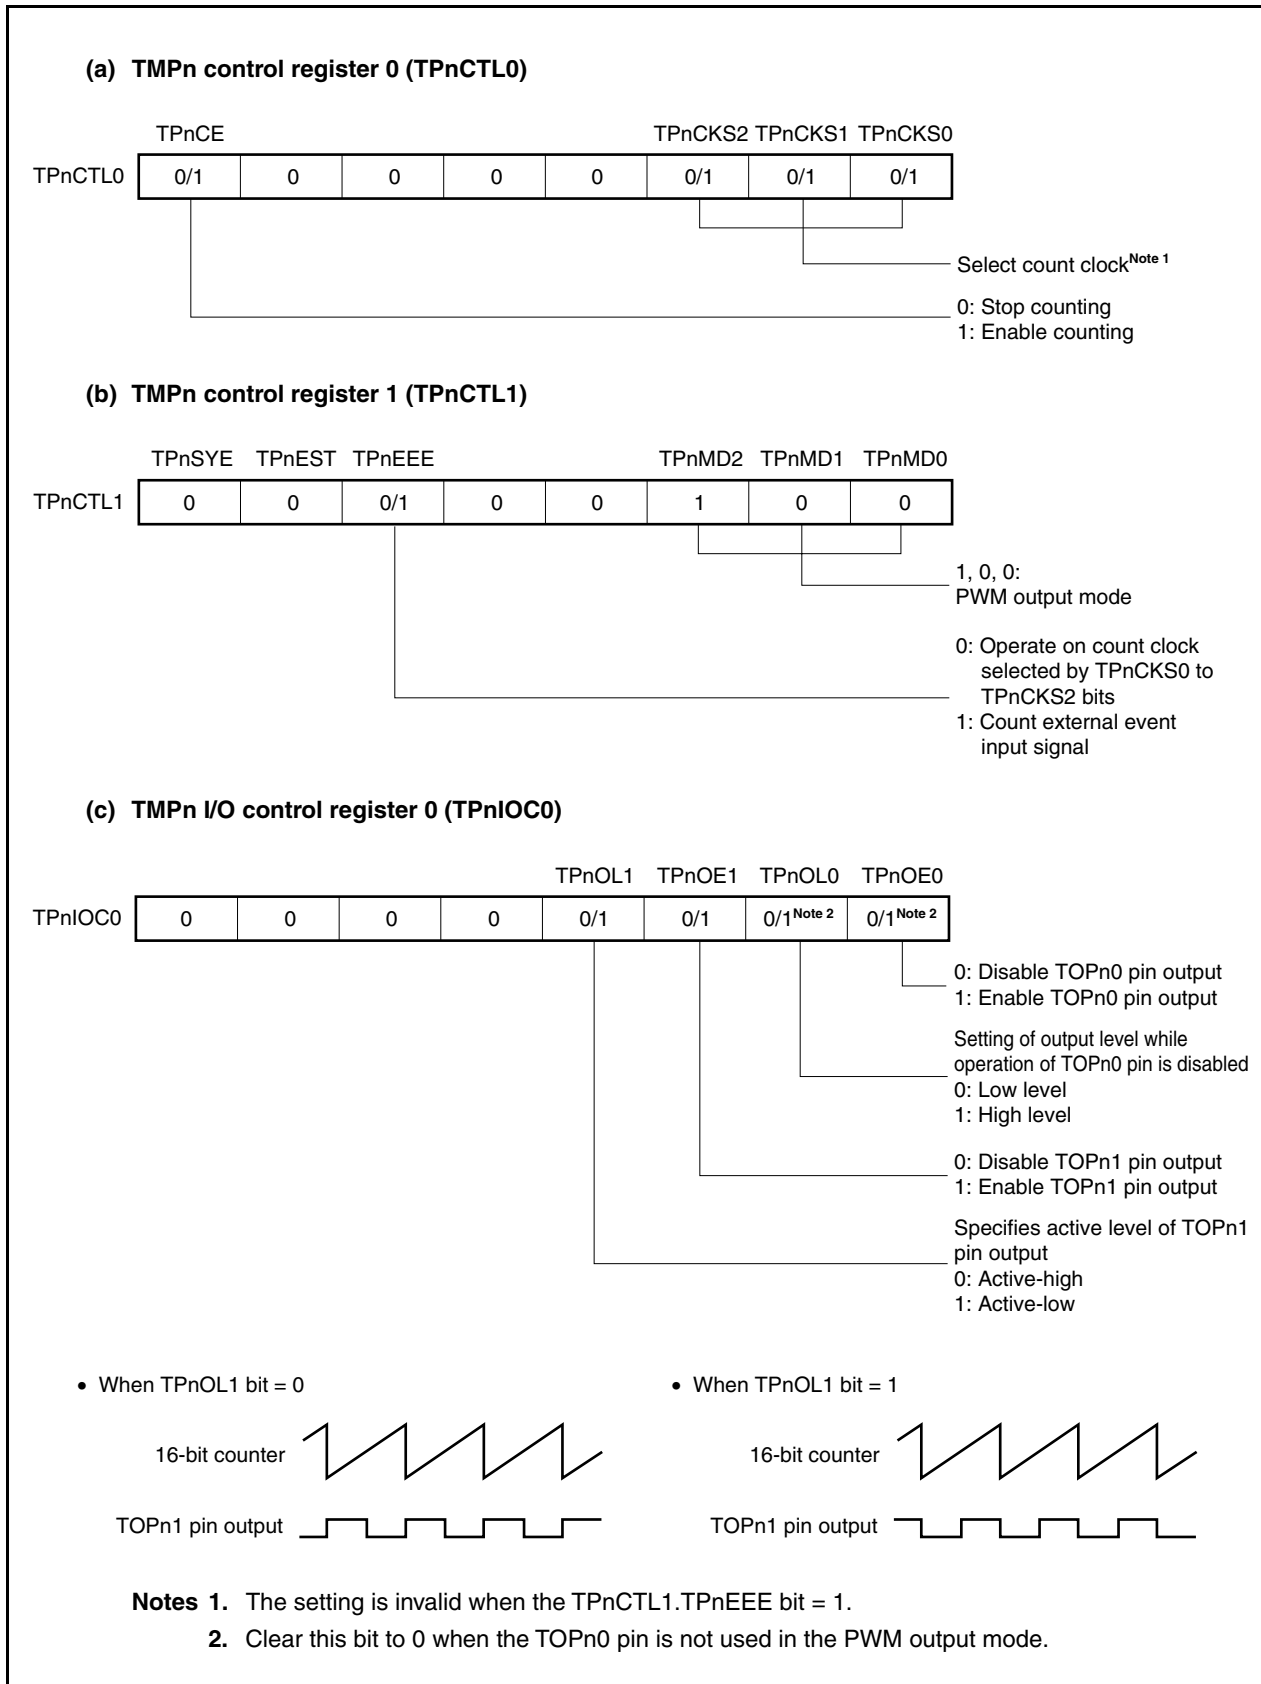 (a) TMPn control register 0 (TPnCTL0)
TPnCE TPnCKS2 TPnCKS1 TPnCKS0
TPnCTL0 0/1 0 0 0 0 0/1 0/1 0/1
Select count clock Note 1
0: Stop counting
1: Enable counting
(b) TMPn control register 1 (TPnCTL1)
TPnSYE TPnEST TPnEEE TPnMD2 TPnMD1 TPnMD0
TPnCTL1 0 0 0/1 0 0 1 0 0
1, 0, 0:
PWM output mode
0: Operate on count clock
selected by TPnCKS0 to
TPnCKS2 bits
1: Count external event
input signal
(c) TMPn I/O control register 0 (TPnIOC0)
TPnOL1 TPnOE1 TPnOL0 TPnOE0
TPnIOC0 0 0 0 0 0/1 0/1 0/1 Note 2 0/1 Note 2
0: Disable TOPn0 pin output
1: Enable TOPn0 pin output
Setting of output level while
operation of TOPn0 pin is disabled
0: Low level
1: High level
0: Disable TOPn1 pin output
1: Enable TOPn1 pin output
Specifies active level of TOPn1
pin output
0: Active-high
1: Active-low
• When TPnOL1 bit = 0
16-bit counter
TOPn1 pin output
• When TPnOL1 bit = 1
16-bit counter
TOPn1 pin output
Notes 1. The setting is invalid when the TPnCTL1.TPnEEE bit = 1.
2. Clear this bit to 0 when the TOPn0 pin is not used in the PWM output mode.